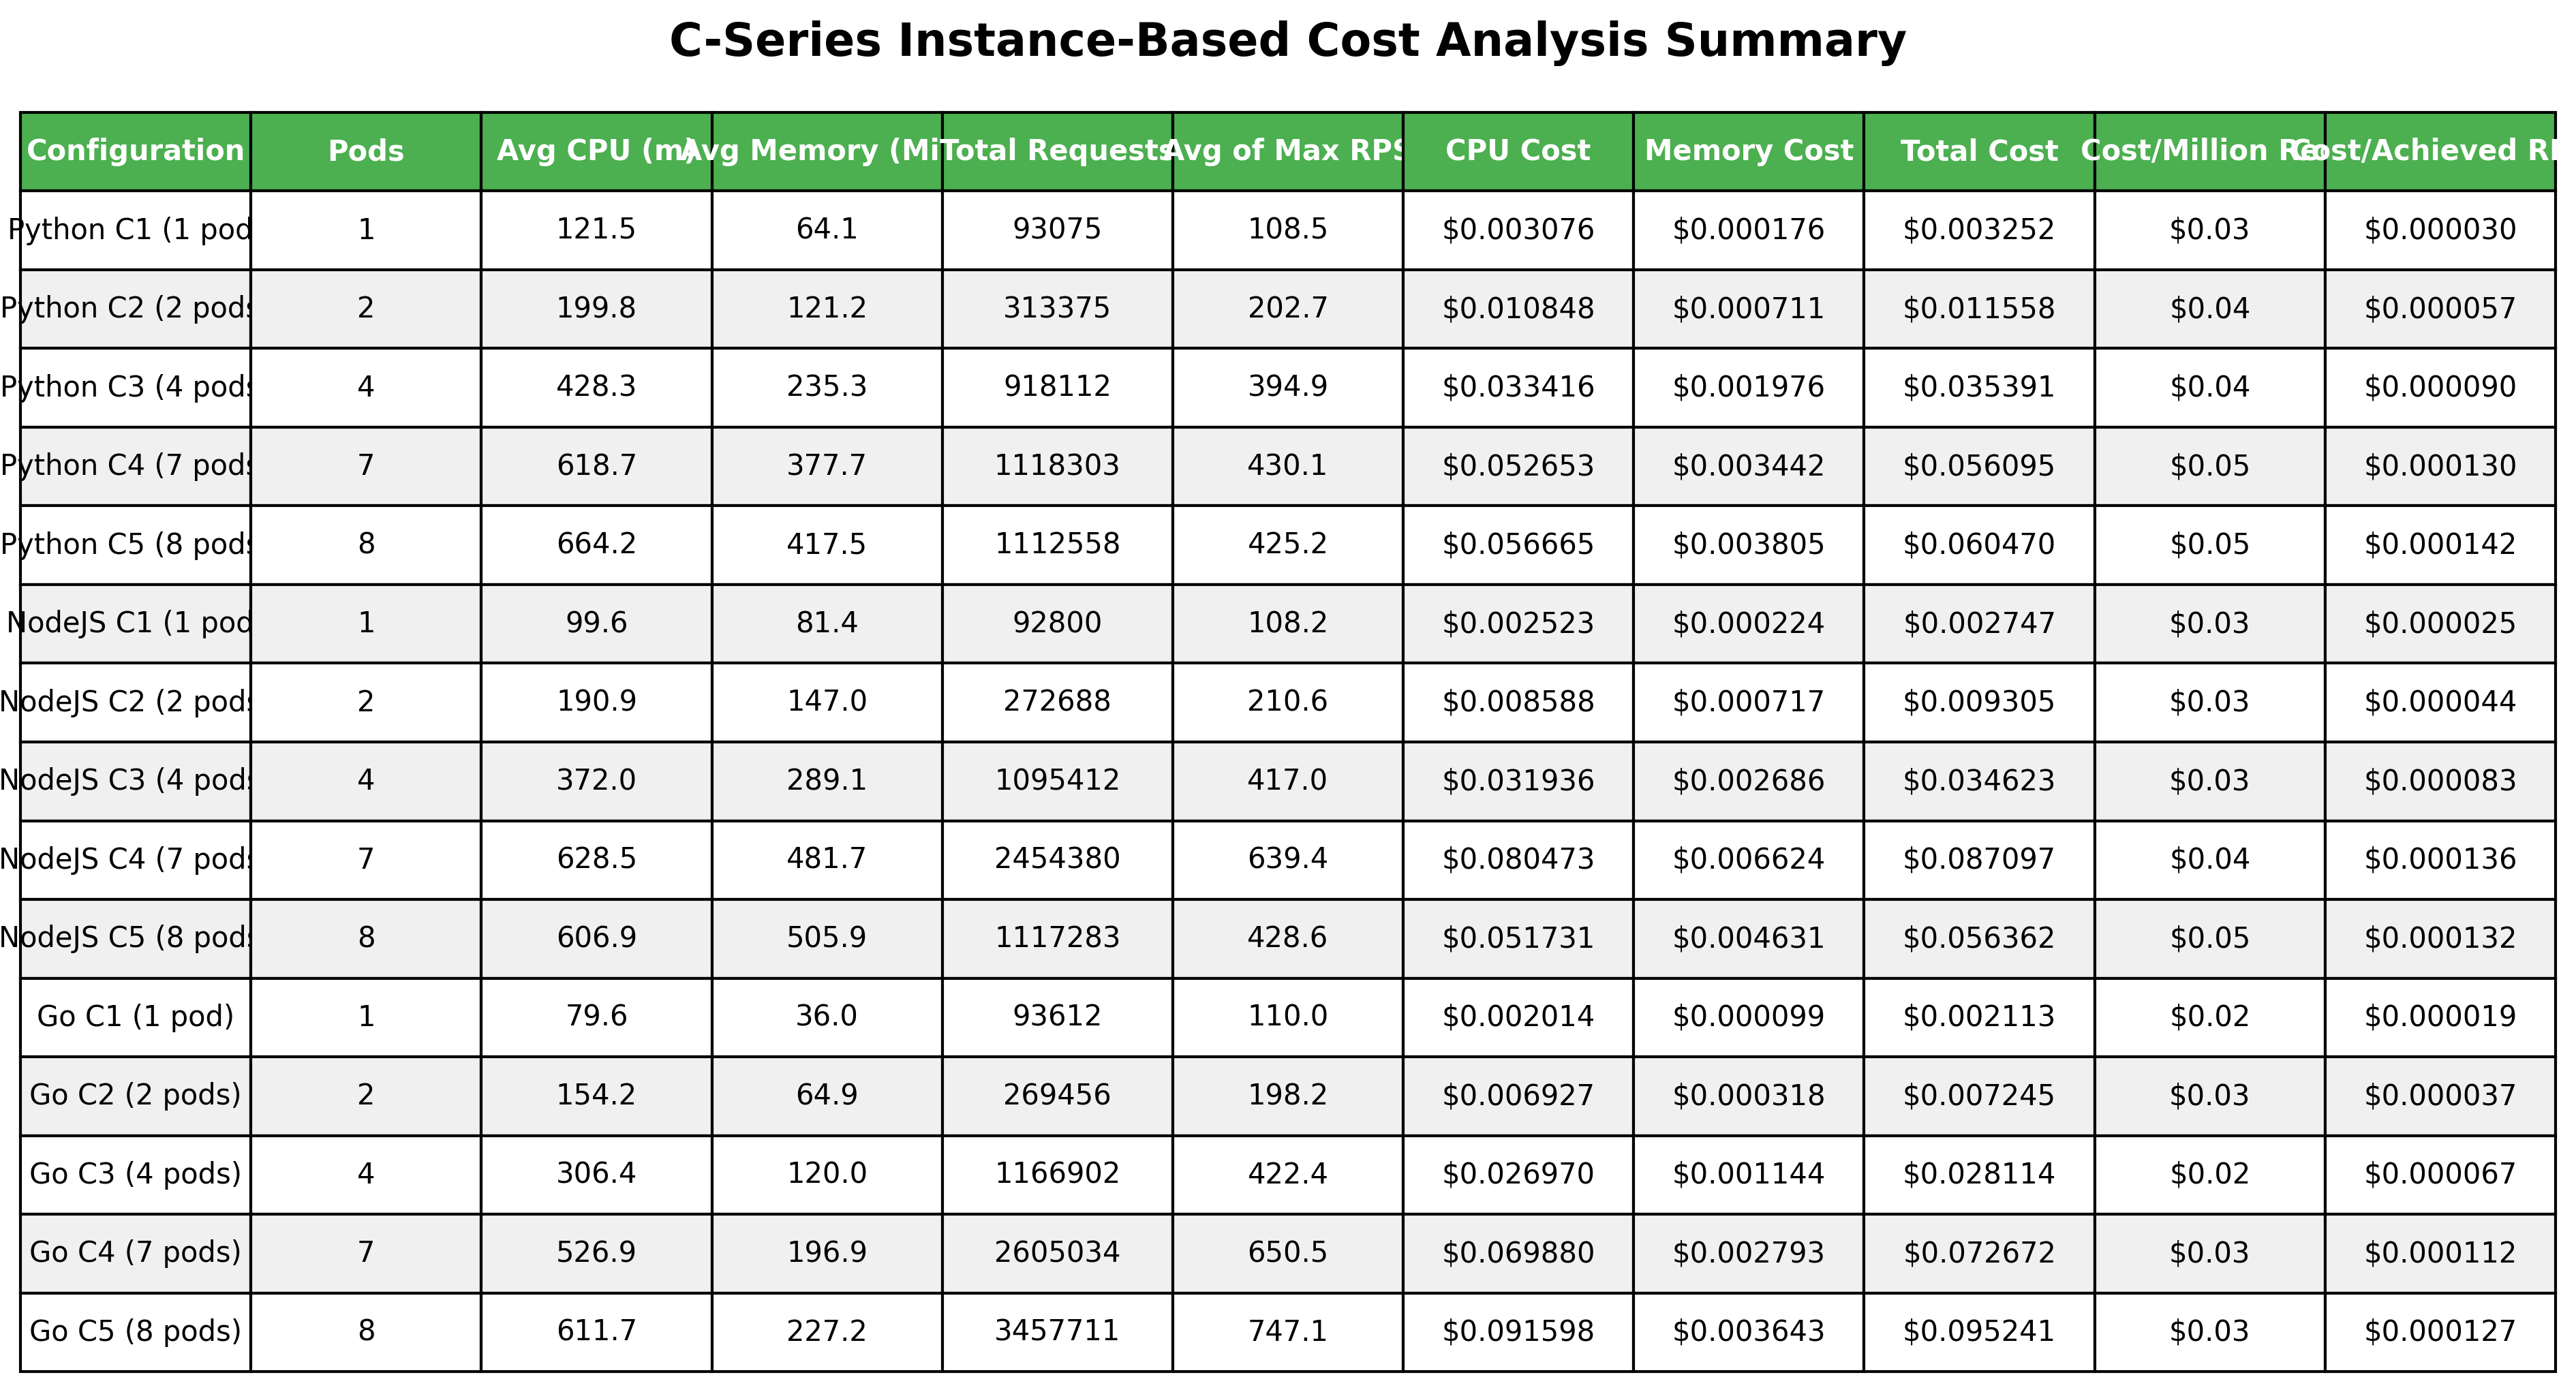 C-Series Instance-Based Cost Analysis Summary
Configuration Pods Avg CPU (m) Avg Memory (Mi Total Requests Avg of Max RPS CPU Cost Memory Cost Total Cost Cost/Million Re Cost/Achieved RP
Python C1 (1 pod 1 121.5 64.1 93075 108.5 $0.003076 $0.000176 $0.003252 $0.03 $0.000030
Python C2 (2 pods 2 199.8 121.2 313375 202.7 $0.010848 $0.000711 $0.011558 $0.04 $0.000057
Python C3 (4 pods 4 428.3 235.3 918112 394.9 $0.033416 $0.001976 $0.035391 $0.04 $0.000090
Python C4 (7 pods 7 618.7 377.7 1118303 430.1 $0.052653 $0.003442 $0.056095 $0.05 $0.000130
Python C5 (8 pods 8 664.2 417.5 1112558 425.2 $0.056665 $0.003805 $0.060470 $0.05 $0.000142
NodeJS C1 (1 pod 1 99.6 81.4 92800 108.2 $0.002523 $0.000224 $0.002747 $0.03 $0.000025
NodeJS C2 (2 pods 2 190.9 147.0 272688 210.6 $0.008588 $0.000717 $0.009305 $0.03 $0.000044
NodeJS C3 (4 pods 4 372.0 289.1 1095412 417.0 $0.031936 $0.002686 $0.034623 $0.03 $0.000083
NodeJS C4 (7 pods 7 628.5 481.7 2454380 639.4 $0.080473 $0.006624 $0.087097 $0.04 $0.000136
NodeJS C5 (8 pods 8 606.9 505.9 1117283 428.6 $0.051731 $0.004631 $0.056362 $0.05 $0.000132
Go C1 (1 pod) 1 79.6 36.0 93612 110.0 $0.002014 $0.000099 $0.002113 $0.02 $0.000019
Go C2 (2 pods) 2 154.2 64.9 269456 198.2 $0.006927 $0.000318 $0.007245 $0.03 $0.000037
Go C3 (4 pods) 4 306.4 120.0 1166902 422.4 $0.026970 $0.001144 $0.028114 $0.02 $0.000067
Go C4 (7 pods) 7 526.9 196.9 2605034 650.5 $0.069880 $0.002793 $0.072672 $0.03 $0.000112
Go C5 (8 pods) 8 611.7 227.2 3457711 747.1 $0.091598 $0.003643 $0.095241 $0.03 $0.000127